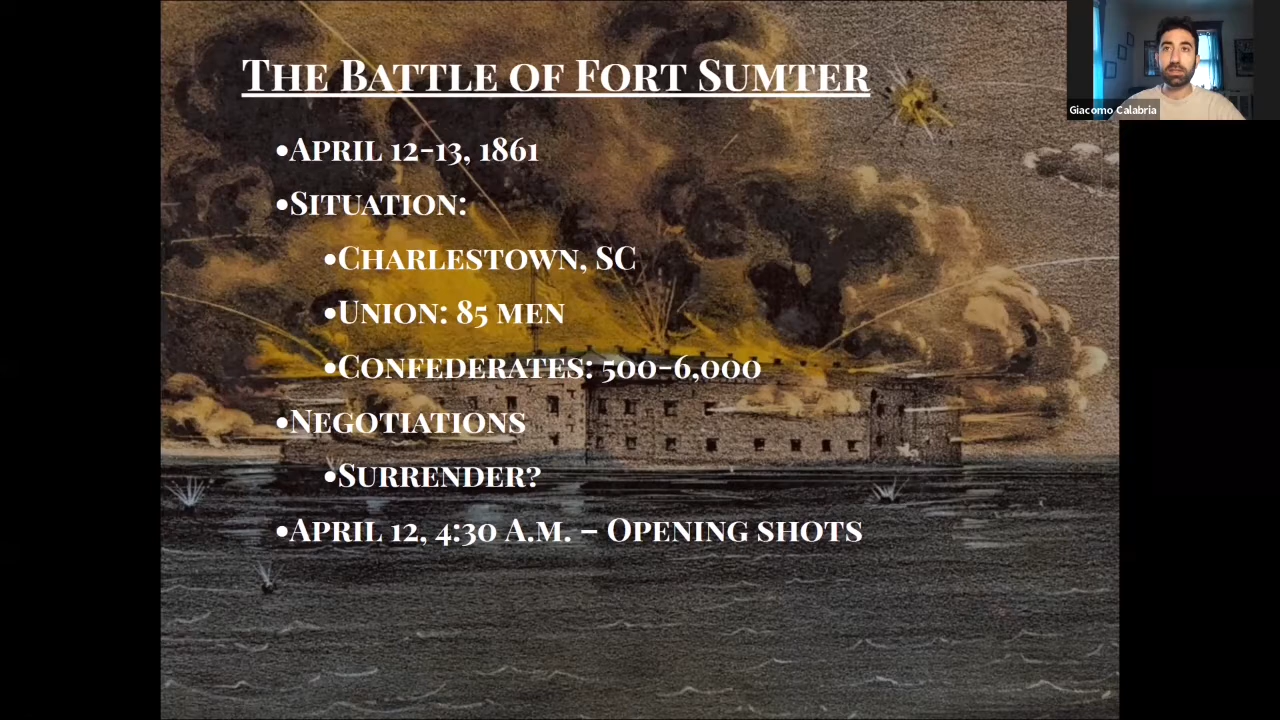 The Battle of Fort Sumter
•April 12-13, 1861
•Situation:
•Charlestown, SC
•Union: 85 men
•Confederates: 500-6,000
•Negotiations
•Surrender?
•April 12, 4:30 A.M. – Opening shots
Giacomo Calabria